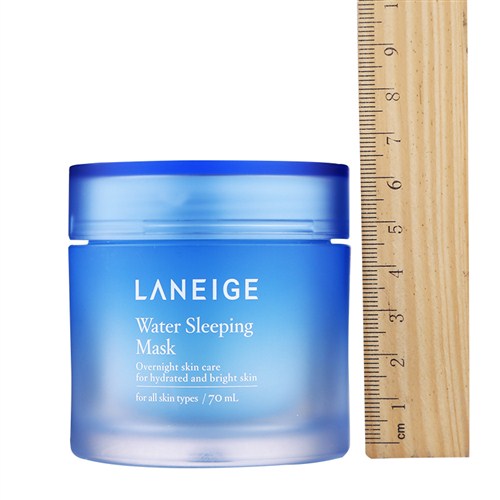 LANEIGE
Water Sleeping
Mask
Overnight skin care
for hydrated and bright skin
for all skin types / 70 mL
10
9
8
7
6
5
4
3
2
1
cm